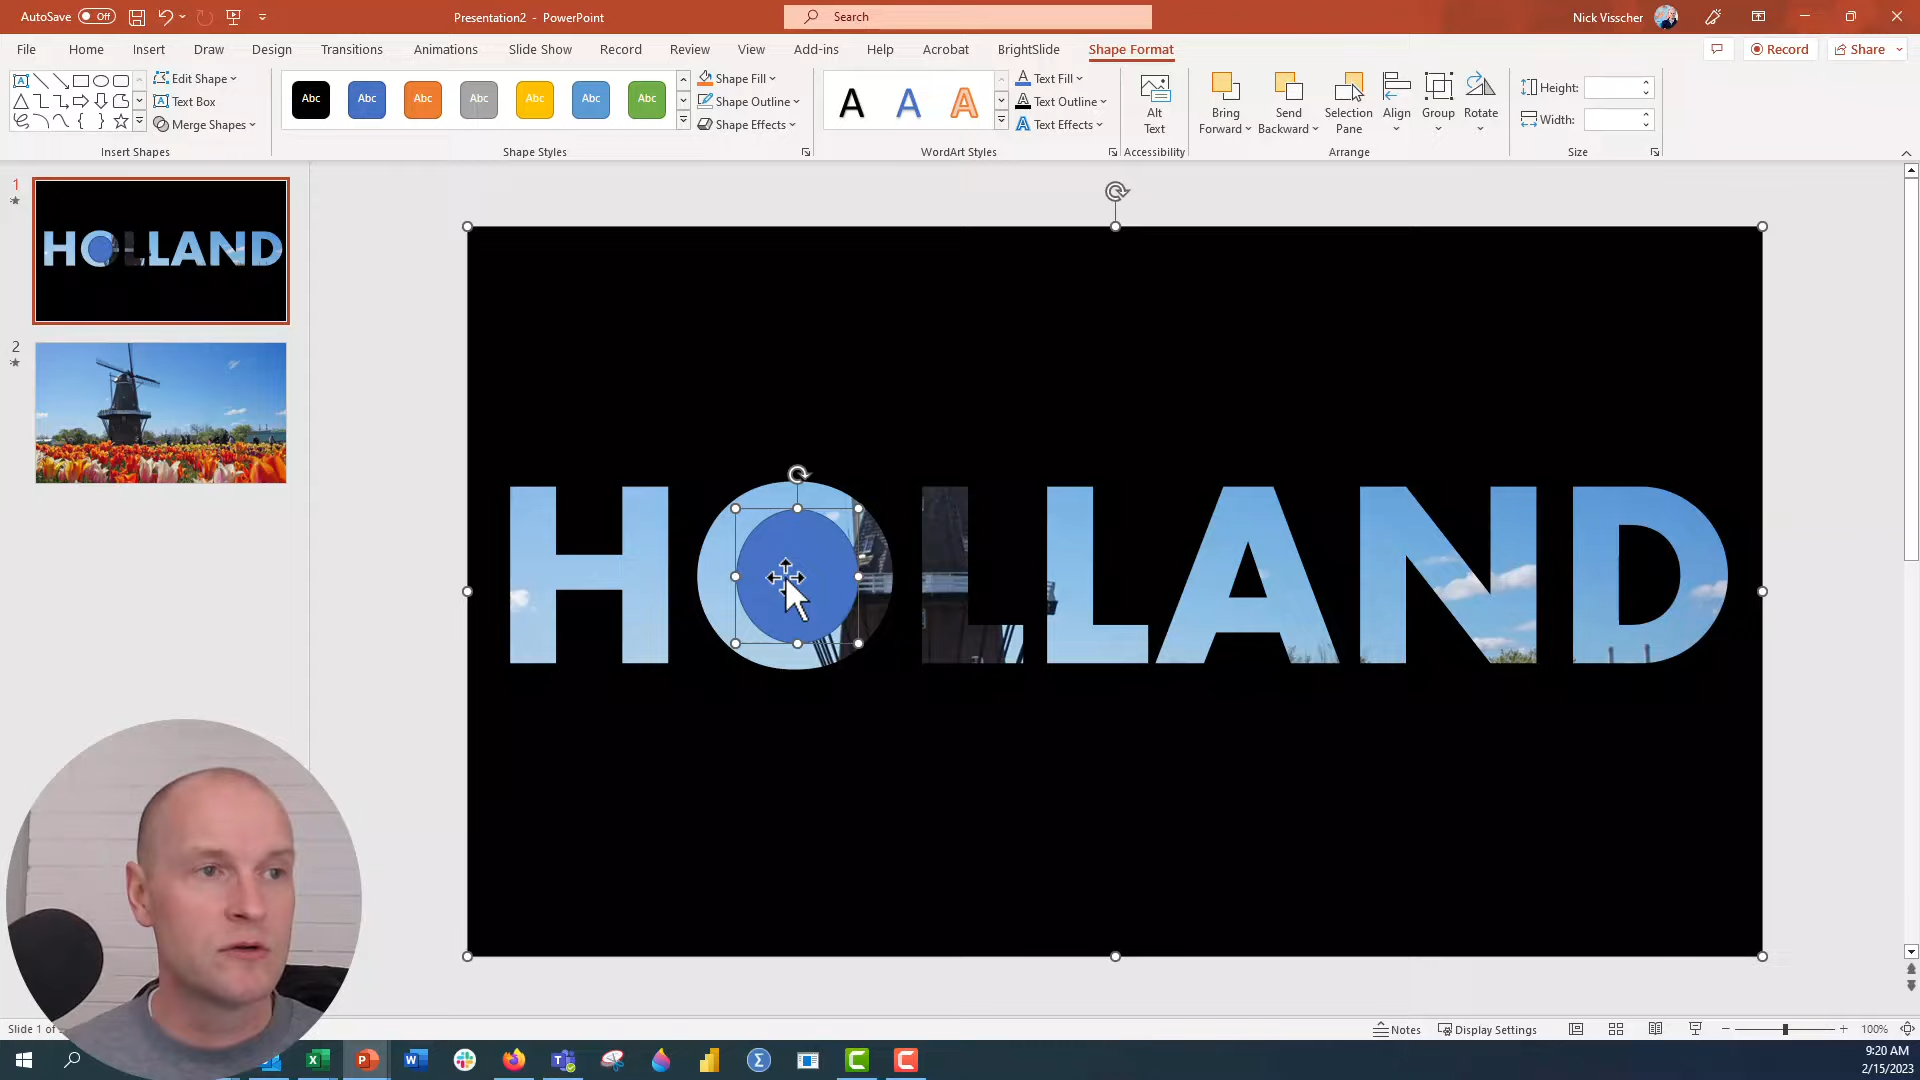 AutoSave Off Presentation2 - PowerPoint Search Nick Visscher
File Home Insert Draw Design Transitions Animations Slide Show Record Review View Add-ins Help Acrobat BrightSlide Shape Format Record Share
Edit Shape
Text Box
Merge Shapes
Insert Shapes
Abc Abc Abc Abc Abc Abc Abc
Shape Fill
Shape Outline
Shape Effects
Shape Styles
A A A
Text Fill
Text Outline
Text Effects
WordArt Styles
Alt
Text
Accessibility
Bring
Forward
Send
Backward
Selection
Pane
Align
Group
Rotate
Arrange
Height:
Width:
Size
1
HOLLAND
2
HOLLAND
Slide 1 of
Notes Display Settings 100%
9:20 AM
2/15/2023